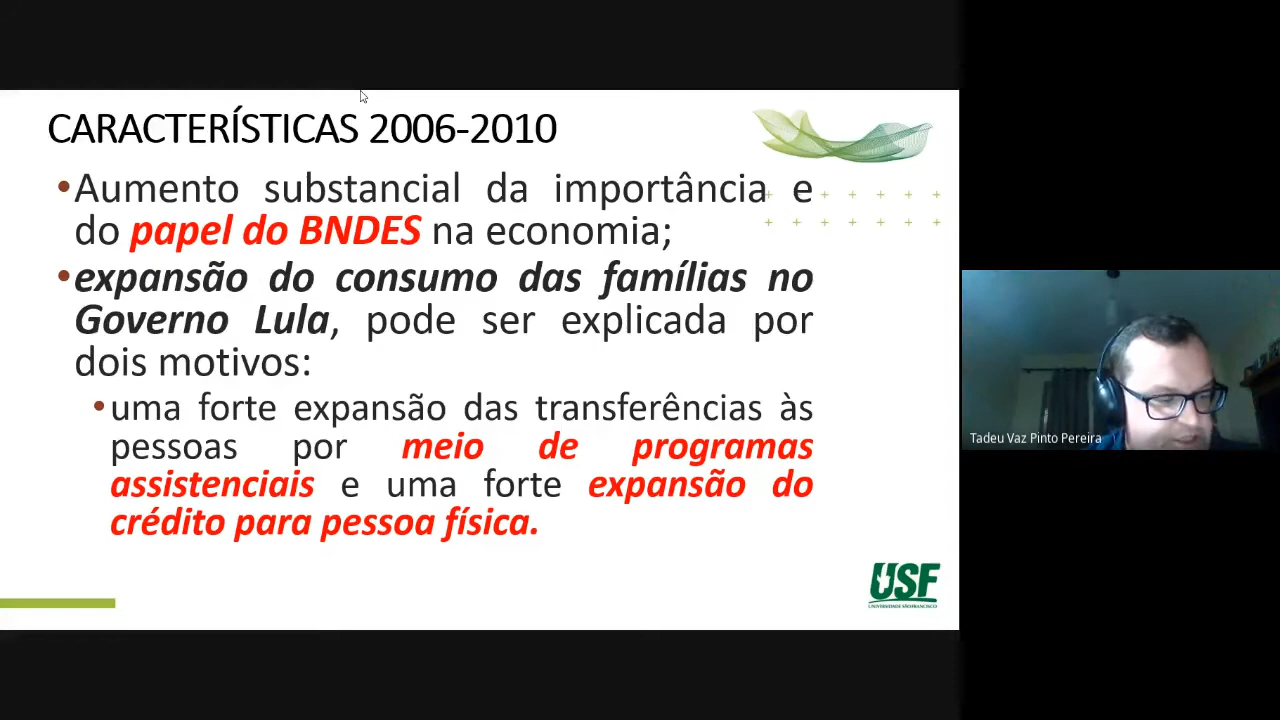 CARACTERÍSTICAS 2006-2010
•Aumento substancial da importância e
do papel do BNDES na economia;
•expansão do consumo das famílias no
Governo Lula, pode ser explicada por
dois motivos:
•uma forte expansão das transferências às
pessoas por meio de programas
assistenciais e uma forte expansão do
crédito para pessoa física.
USF
UNIVERSIDADE SÃO FRANCISCO
Tadeu Vaz Pinto Pereira